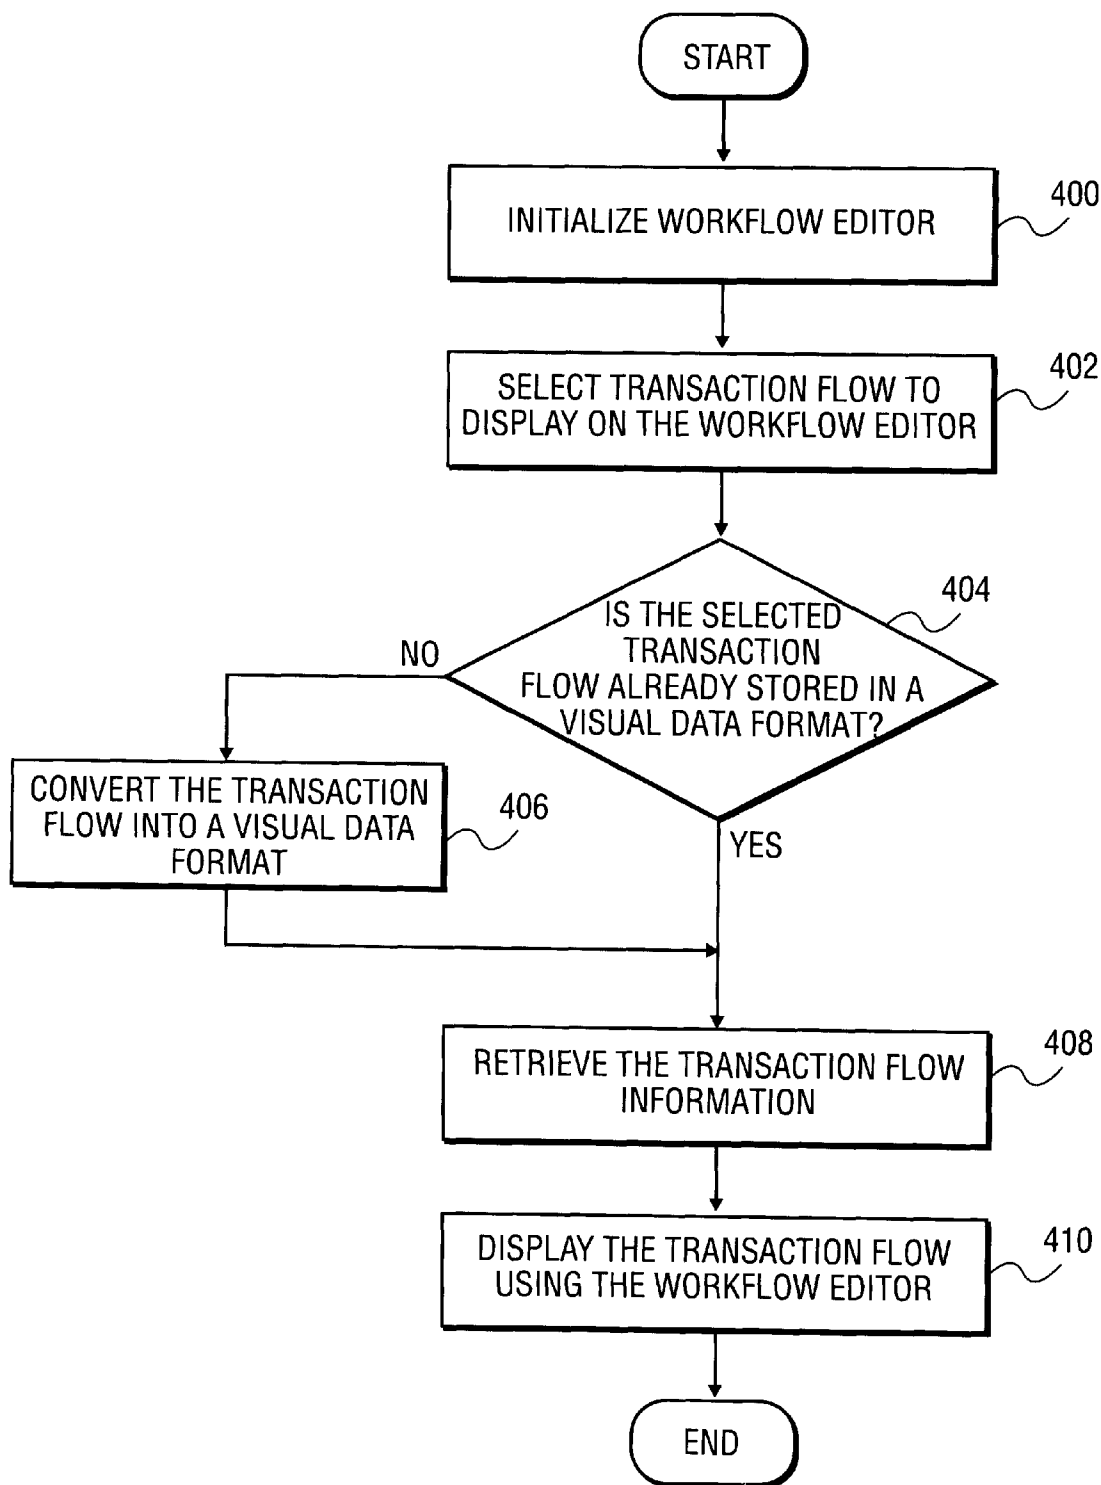 START
INITIALIZE WORKFLOW EDITOR
400
SELECT TRANSACTION FLOW TO
DISPLAY ON THE WORKFLOW EDITOR
402
IS THE SELECTED
TRANSACTION
FLOW ALREADY STORED IN A
VISUAL DATA FORMAT?
404
NO
YES
CONVERT THE TRANSACTION
FLOW INTO A VISUAL DATA
FORMAT
406
RETRIEVE THE TRANSACTION FLOW
INFORMATION
408
DISPLAY THE TRANSACTION FLOW
USING THE WORKFLOW EDITOR
410
END